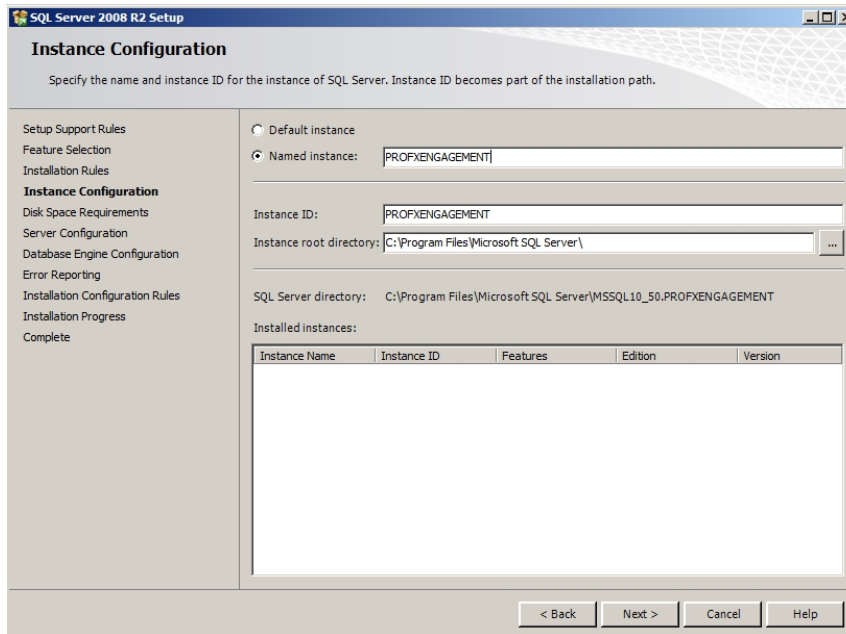 SQL Server 2008 R2 Setup
Instance Configuration
Specify the name and instance ID for the instance of SQL Server. Instance ID becomes part of the installation path.
Setup Support Rules
Feature Selection
Installation Rules
Instance Configuration
Disk Space Requirements
Server Configuration
Database Engine Configuration
Error Reporting
Installation Configuration Rules
Installation Progress
Complete
Default instance
Named instance: PROFXENGAGEMENT
Instance ID: PROFXENGAGEMENT
Instance root directory: C:\Program Files\Microsoft SQL Server\ ...
SQL Server directory: C:\Program Files\Microsoft SQL Server\MSSQL10_50.PROFXENGAGEMENT
Installed instances:
Instance Name Instance ID Features Edition Version
< Back Next > Cancel Help